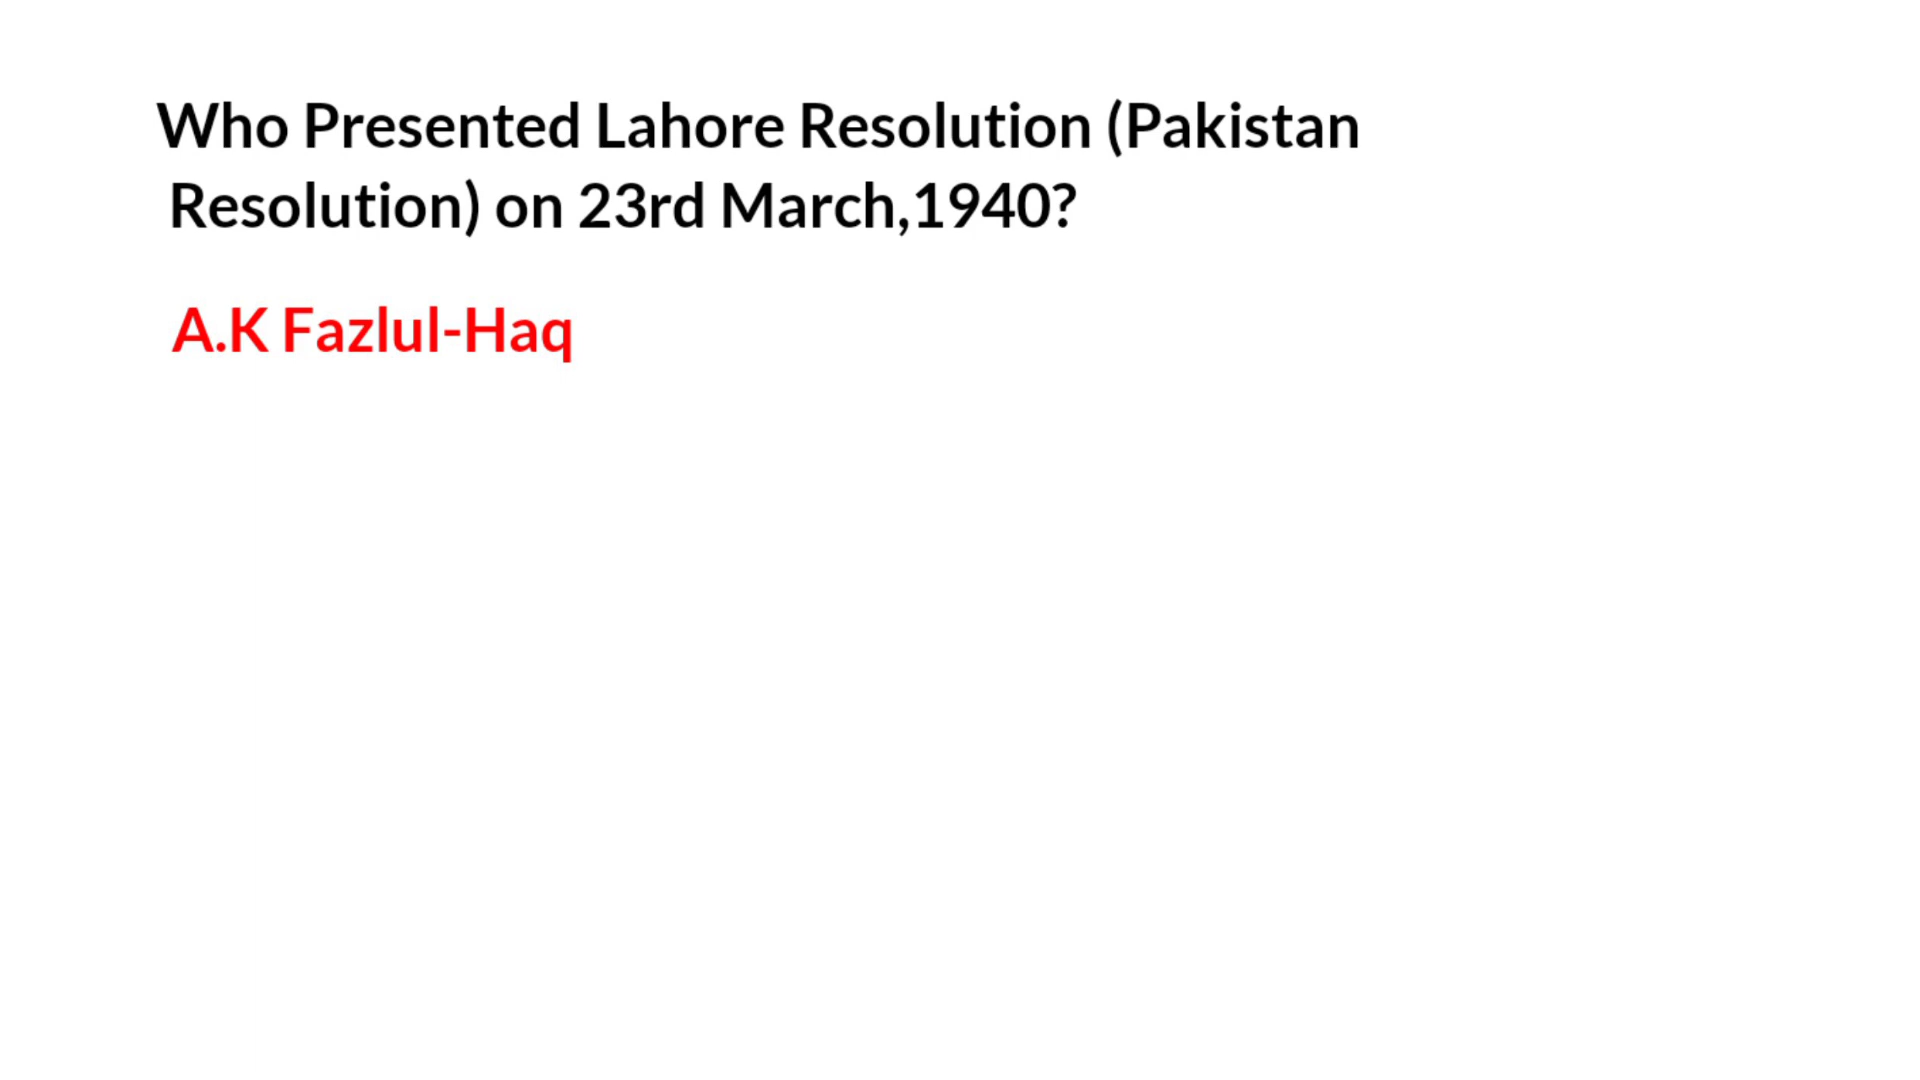 Who Presented Lahore Resolution (Pakistan
Resolution) on 23rd March,1940?
A.K Fazlul-Haq